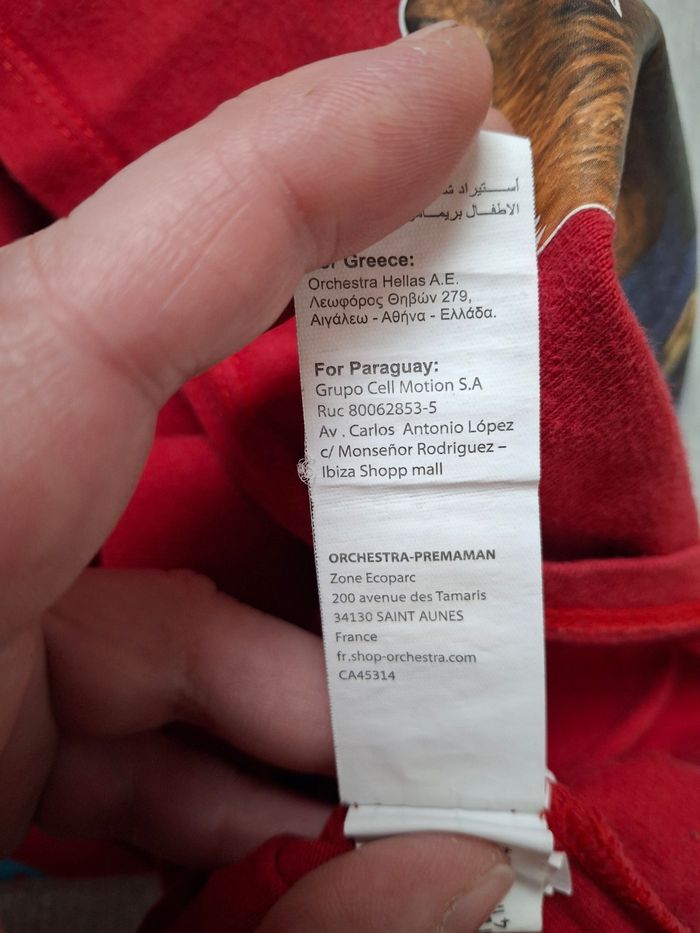 أستيراد
الاطفال
Greece:
Orchestra Hellas A.E.
Λεωφόρος Θηβών 279,
Αιγάλεω - Αθήνα - Ελλάδα.
For Paraguay:
Grupo Cell Motion S.A
Ruc 80062853-5
Av . Carlos Antonio López
c/ Monseñor Rodriguez –
Ibiza Shopp mall
ORCHESTRA-PREMAMAN
Zone Ecoparc
200 avenue des Tamaris
34130 SAINT AUNES
France
fr.shop-orchestra.com
CA45314